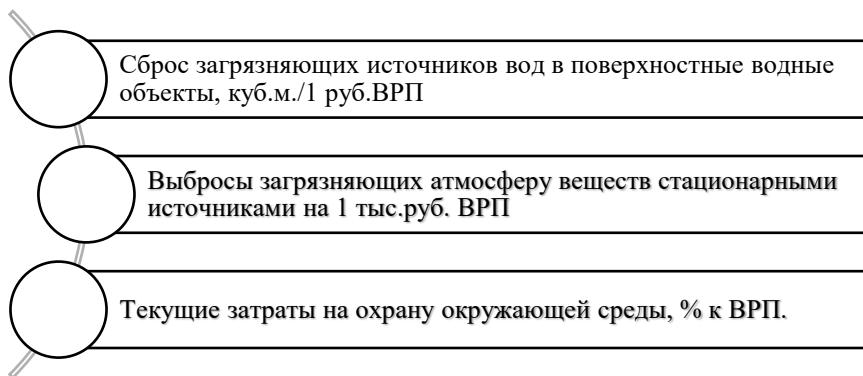 Сброс загрязняющих источников вод в поверхностные водные
объекты, куб.м./1 руб.ВРП
Выбросы загрязняющих атмосферу веществ стационарными
источниками на 1 тыс.руб. ВРП
Текущие затраты на охрану окружающей среды, % к ВРП.